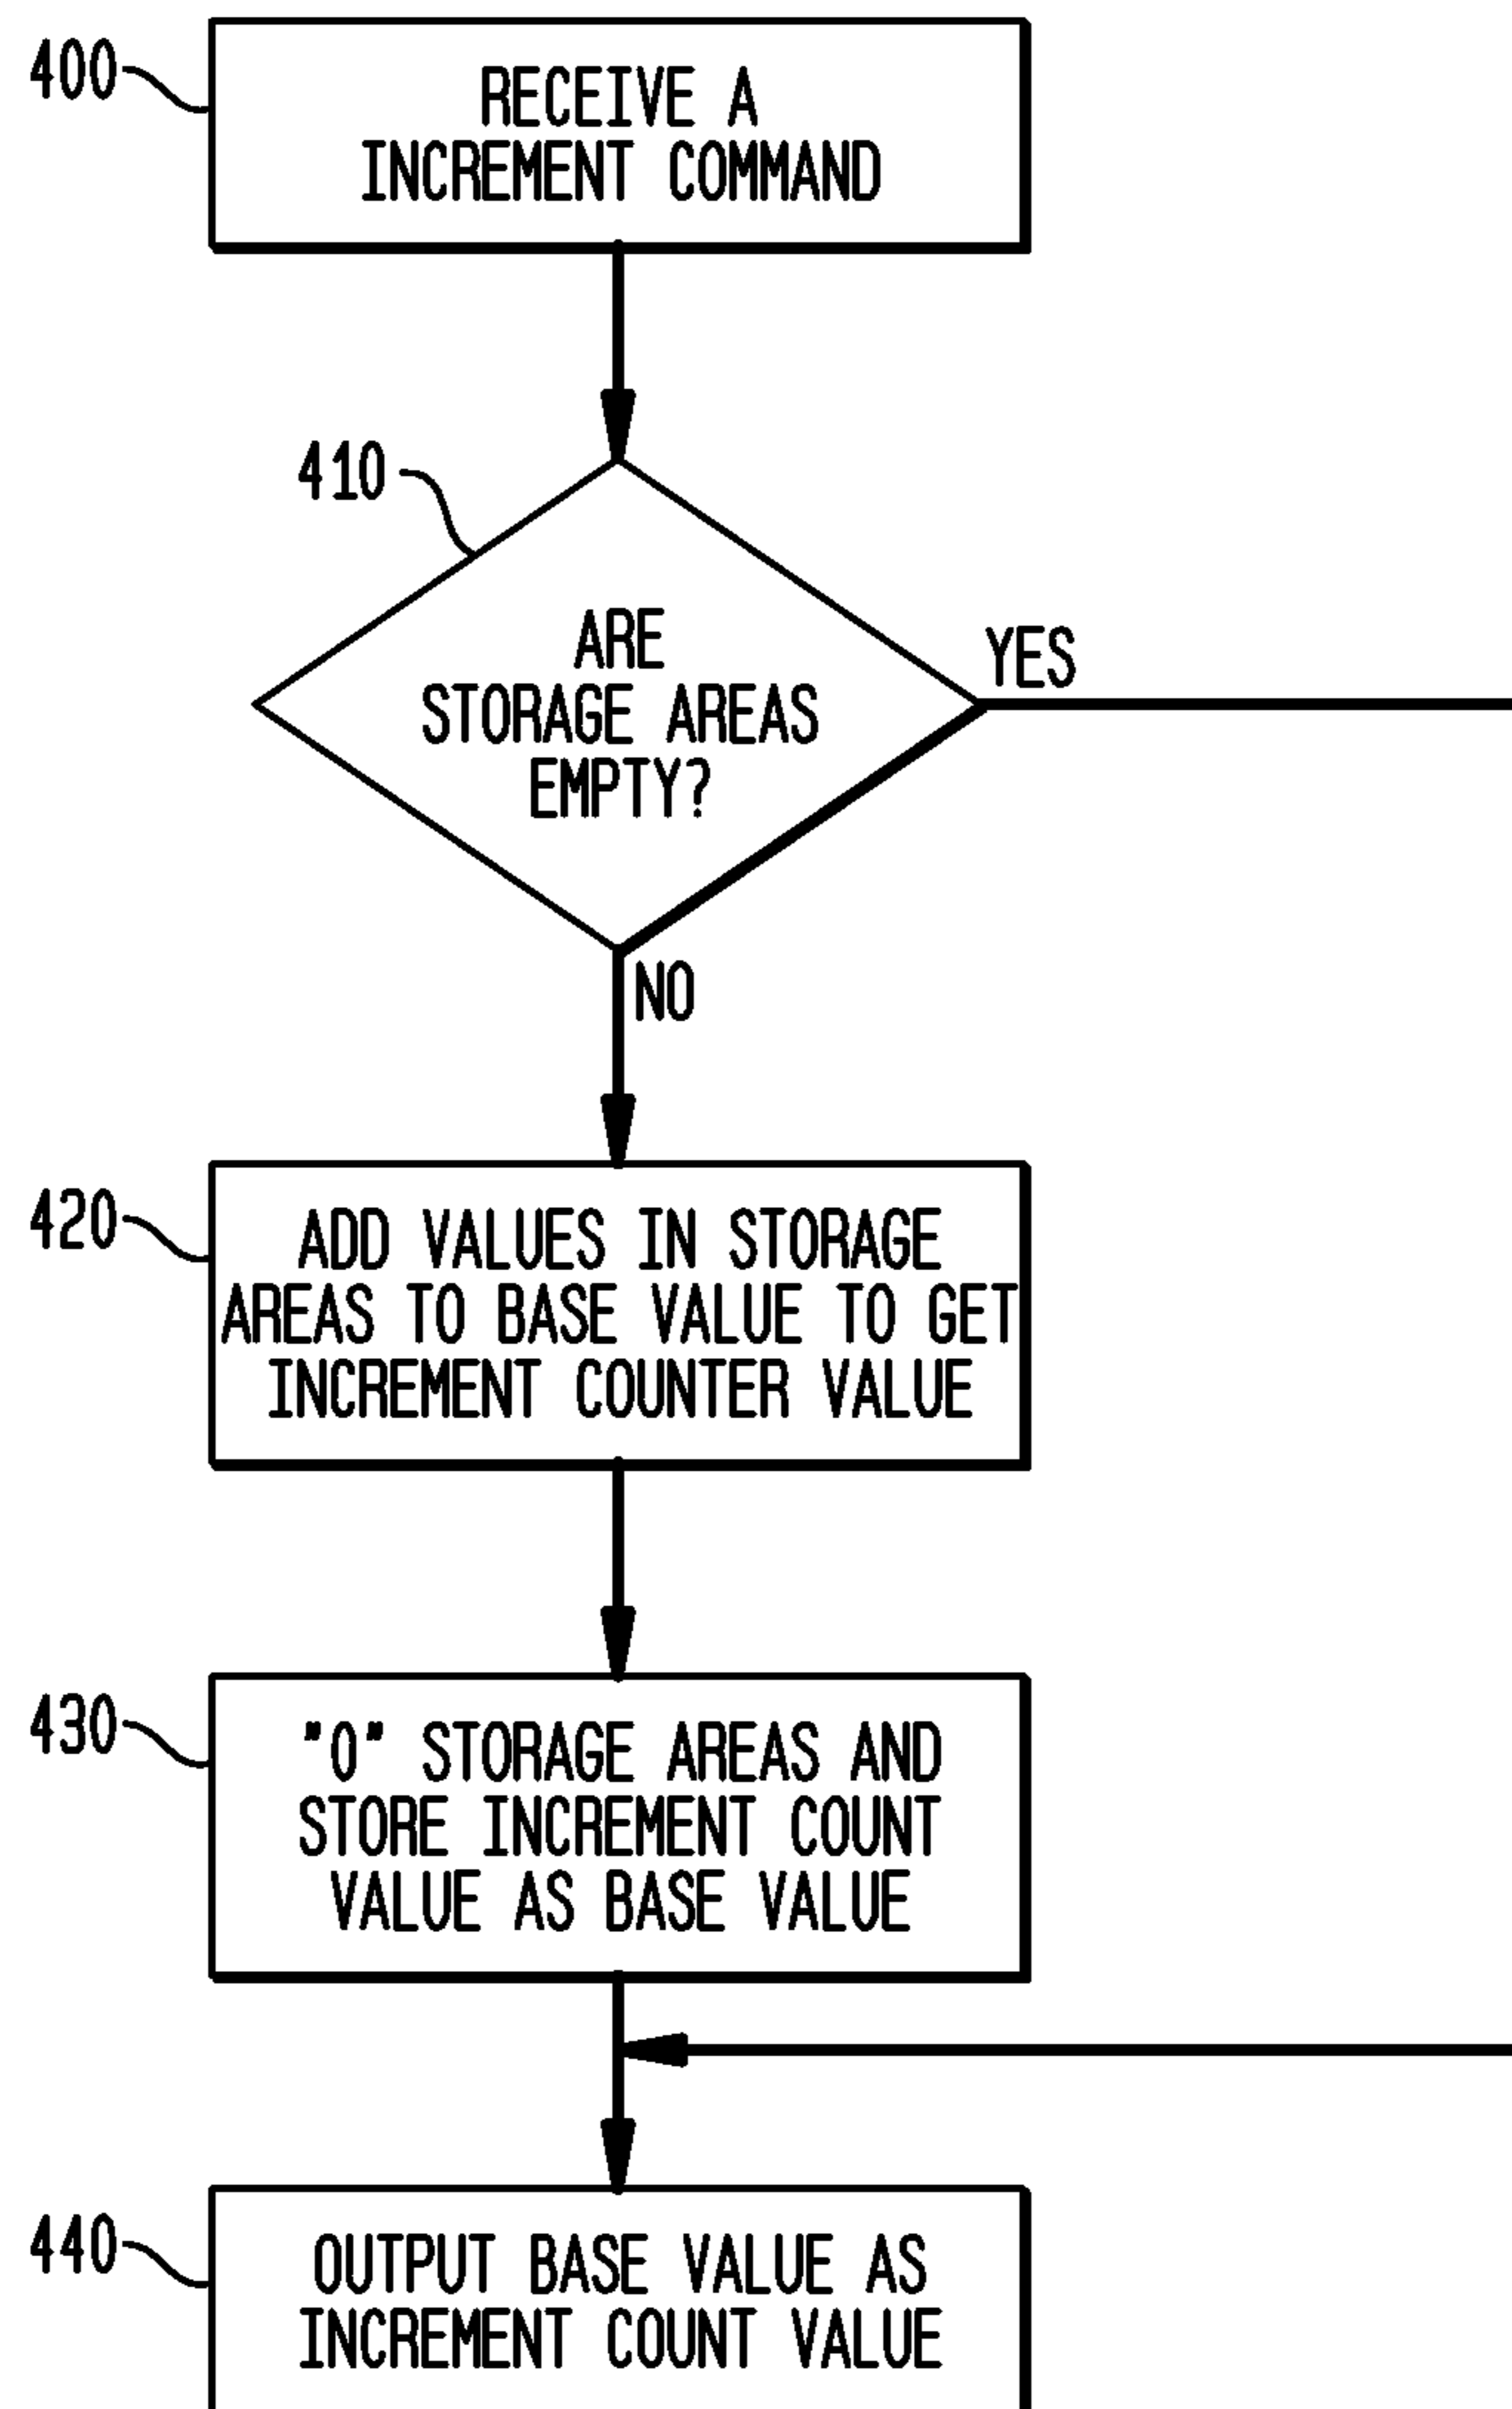 400
RECEIVE A
INCREMENT COMMAND
410
ARE
STORAGE AREAS
EMPTY?
YES
NO
420
ADD VALUES IN STORAGE
AREAS TO BASE VALUE TO GET
INCREMENT COUNTER VALUE
430
"0" STORAGE AREAS AND
STORE INCREMENT COUNT
VALUE AS BASE VALUE
440
OUTPUT BASE VALUE AS
INCREMENT COUNT VALUE